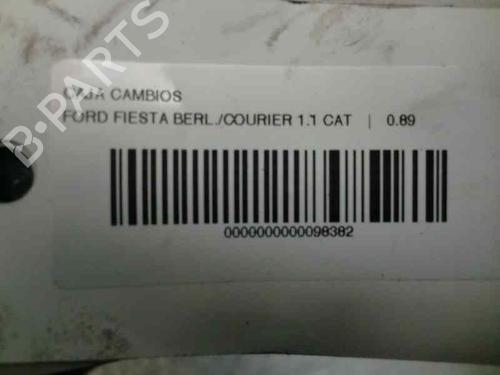 CAJA CAMBIOS
FORD FIESTA BERL./COURIER 1.1 CAT | 0.89
0000000000098382
B-PARTS